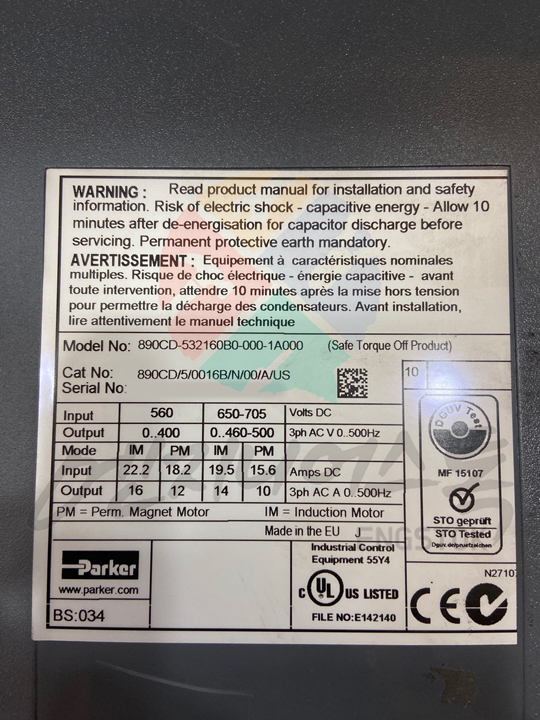 WARNING : Read product manual for installation and safety
information. Risk of electric shock - capacitive energy - Allow 10
minutes after de-energisation for capacitor discharge before
servicing. Permanent protective earth mandatory.
AVERTISSEMENT : Equipement à caractéristiques nominales
multiples. Risque de choc électrique - énergie capacitive - avant
toute intervention, attendre 10 minutes après la mise hors tension
pour permettre la décharge des condensateurs. Avant installation,
lire attentivement le manuel technique
Model No: 890CD-532160B0-000-1A000 (Safe Torque Off Product)
Cat No: 890CD/5/0016B/N/00/A/US
Serial No:
10
Input 560 650-705 Volts DC
Output 0..400 0..460-500 3ph AC V 0..500Hz
Mode IM PM IM PM
Input 22.2 18.2 19.5 15.6 Amps DC
Output 16 12 14 10 3ph AC A 0..500Hz
PM = Perm. Magnet Motor IM = Induction Motor
Made in the EU J
DGUV Test
MF 15107
STO geprüft
STO Tested
Dguv.de/pruefzeichen
Parker
www.parker.com
BS:034
Industrial Control
Equipment 55Y4
C UL US LISTED
FILE NO:E142140
N2710
CE